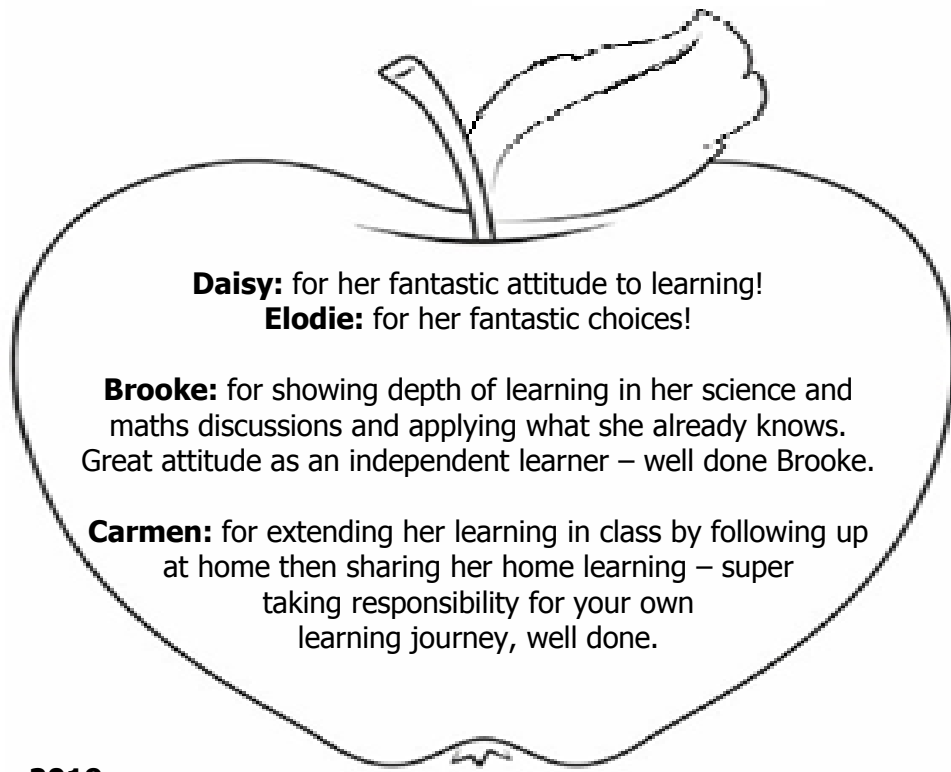 Daisy: for her fantastic attitude to learning!
Elodie: for her fantastic choices!
Brooke: for showing depth of learning in her science and
maths discussions and applying what she already knows.
Great attitude as an independent learner – well done Brooke.
Carmen: for extending her learning in class by following up
at home then sharing her home learning – super
taking responsibility for your own
learning journey, well done.